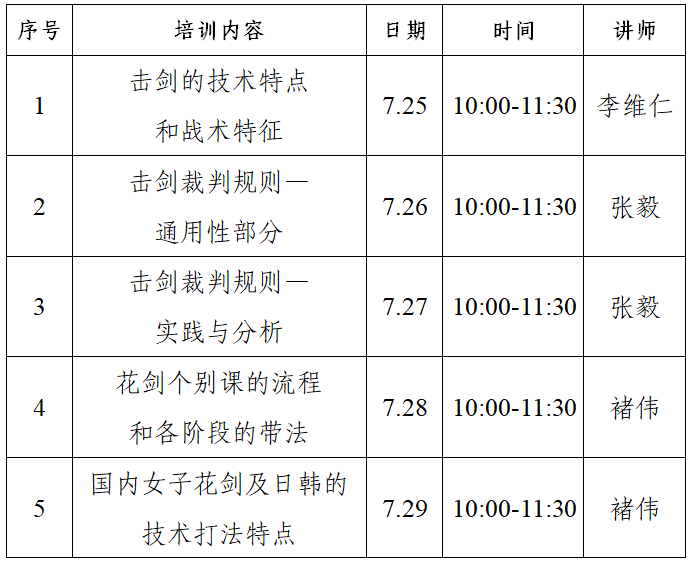 序号 培训内容 日期 时间 讲师
击剑的技术特点
1 7.25 10:00-11:30 李维仁
和战术特征
击剑裁判规则—
2 7.26 10:00-11:30 张毅
通用性部分
击剑裁判规则—
3 7.27 10:00-11:30 张毅
实践与分析
花剑个别课的流程
4 7.28 10:00-11:30 褚伟
和各阶段的带法
国内女子花剑及日韩的
5 7.29 10:00-11:30 褚伟
技术打法特点